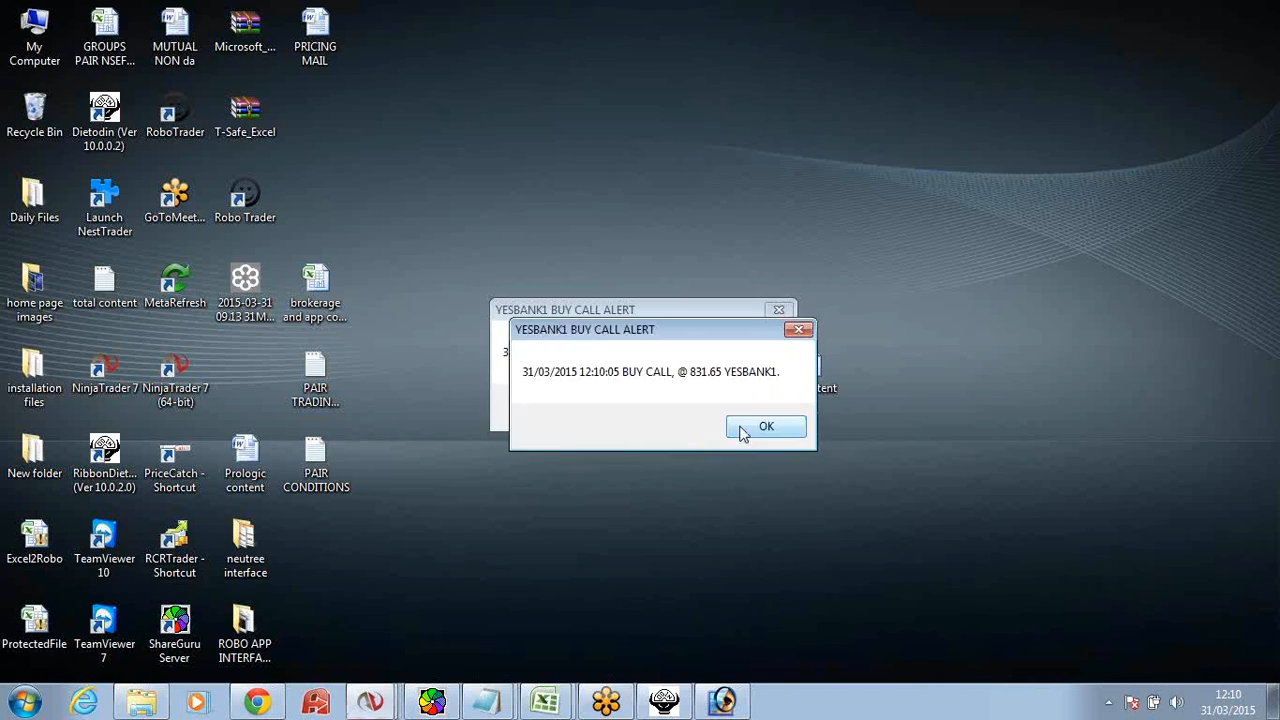 My
Computer
GROUPS
PAIR NSEF...
MUTUAL
NON da
Microsoft_...
PRICING
MAIL
Recycle Bin
Dietodin (Ver
10.0.0.2)
RoboTrader
T-Safe_Excel
Daily Files
Launch
NestTrader
GoToMeet...
Robo Trader
home page
images
total content
MetaRefresh
2015-03-31
09.13 31M...
brokerage
and app co...
installation
files
NinjaTrader 7
NinjaTrader 7
(64-bit)
PAIR
TRADIN...
New folder
RibbonDiet...
(Ver 10.0.2.0)
PriceCatch -
Shortcut
Prologic
content
PAIR
CONDITIONS
Excel2Robo
TeamViewer
10
RCRTrader -
Shortcut
neutree
interface
ProtectedFile
TeamViewer
7
ShareGuru
Server
ROBO APP
INTERFA...
YESBANK1 BUY CALL ALERT
YESBANK1 BUY CALL ALERT
31/03/2015 12:10:05 BUY CALL, @ 831.65 YESBANK1.
OK
12:10
31/03/2015